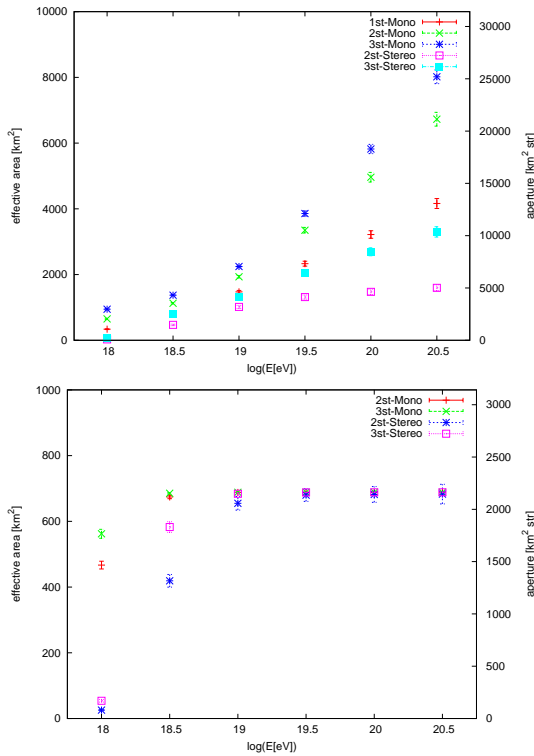 10000
8000
6000
4000
2000
0
30000
25000
20000
15000
10000
5000
0
18
18.5
19
19.5
20
20.5
effective area [km²]
aperture [km² str]
log(E[eV])
1st-Mono
2st-Mono
3st-Mono
2st-Stereo
3st-Stereo
1000
800
600
400
200
0
3000
2500
2000
1500
1000
500
0
18
18.5
19
19.5
20
20.5
effective area [km²]
aperture [km² str]
log(E[eV])
2st-Mono
3st-Mono
2st-Stereo
3st-Stereo